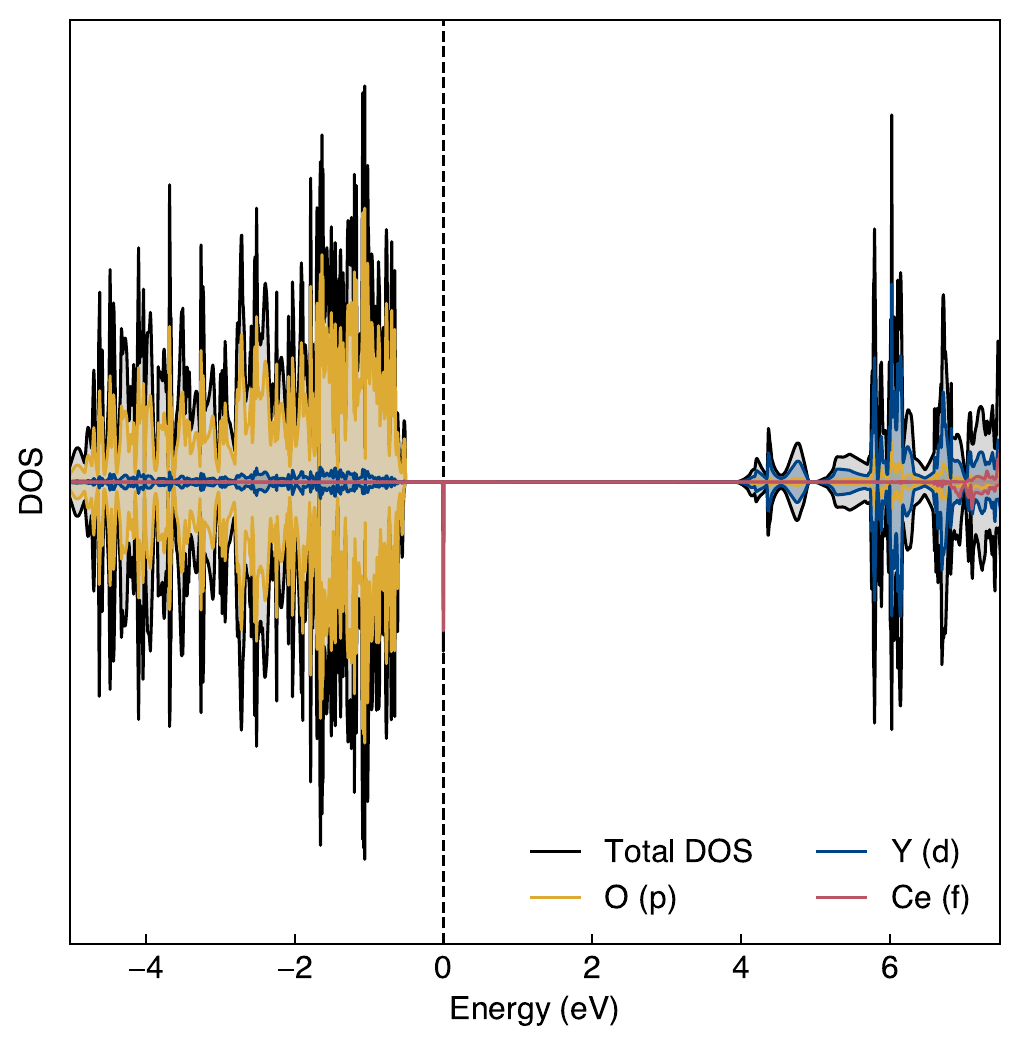 DOS
Total DOS
Y (d)
O (p)
Ce (f)
−4
−2
0
2
4
6
Energy (eV)